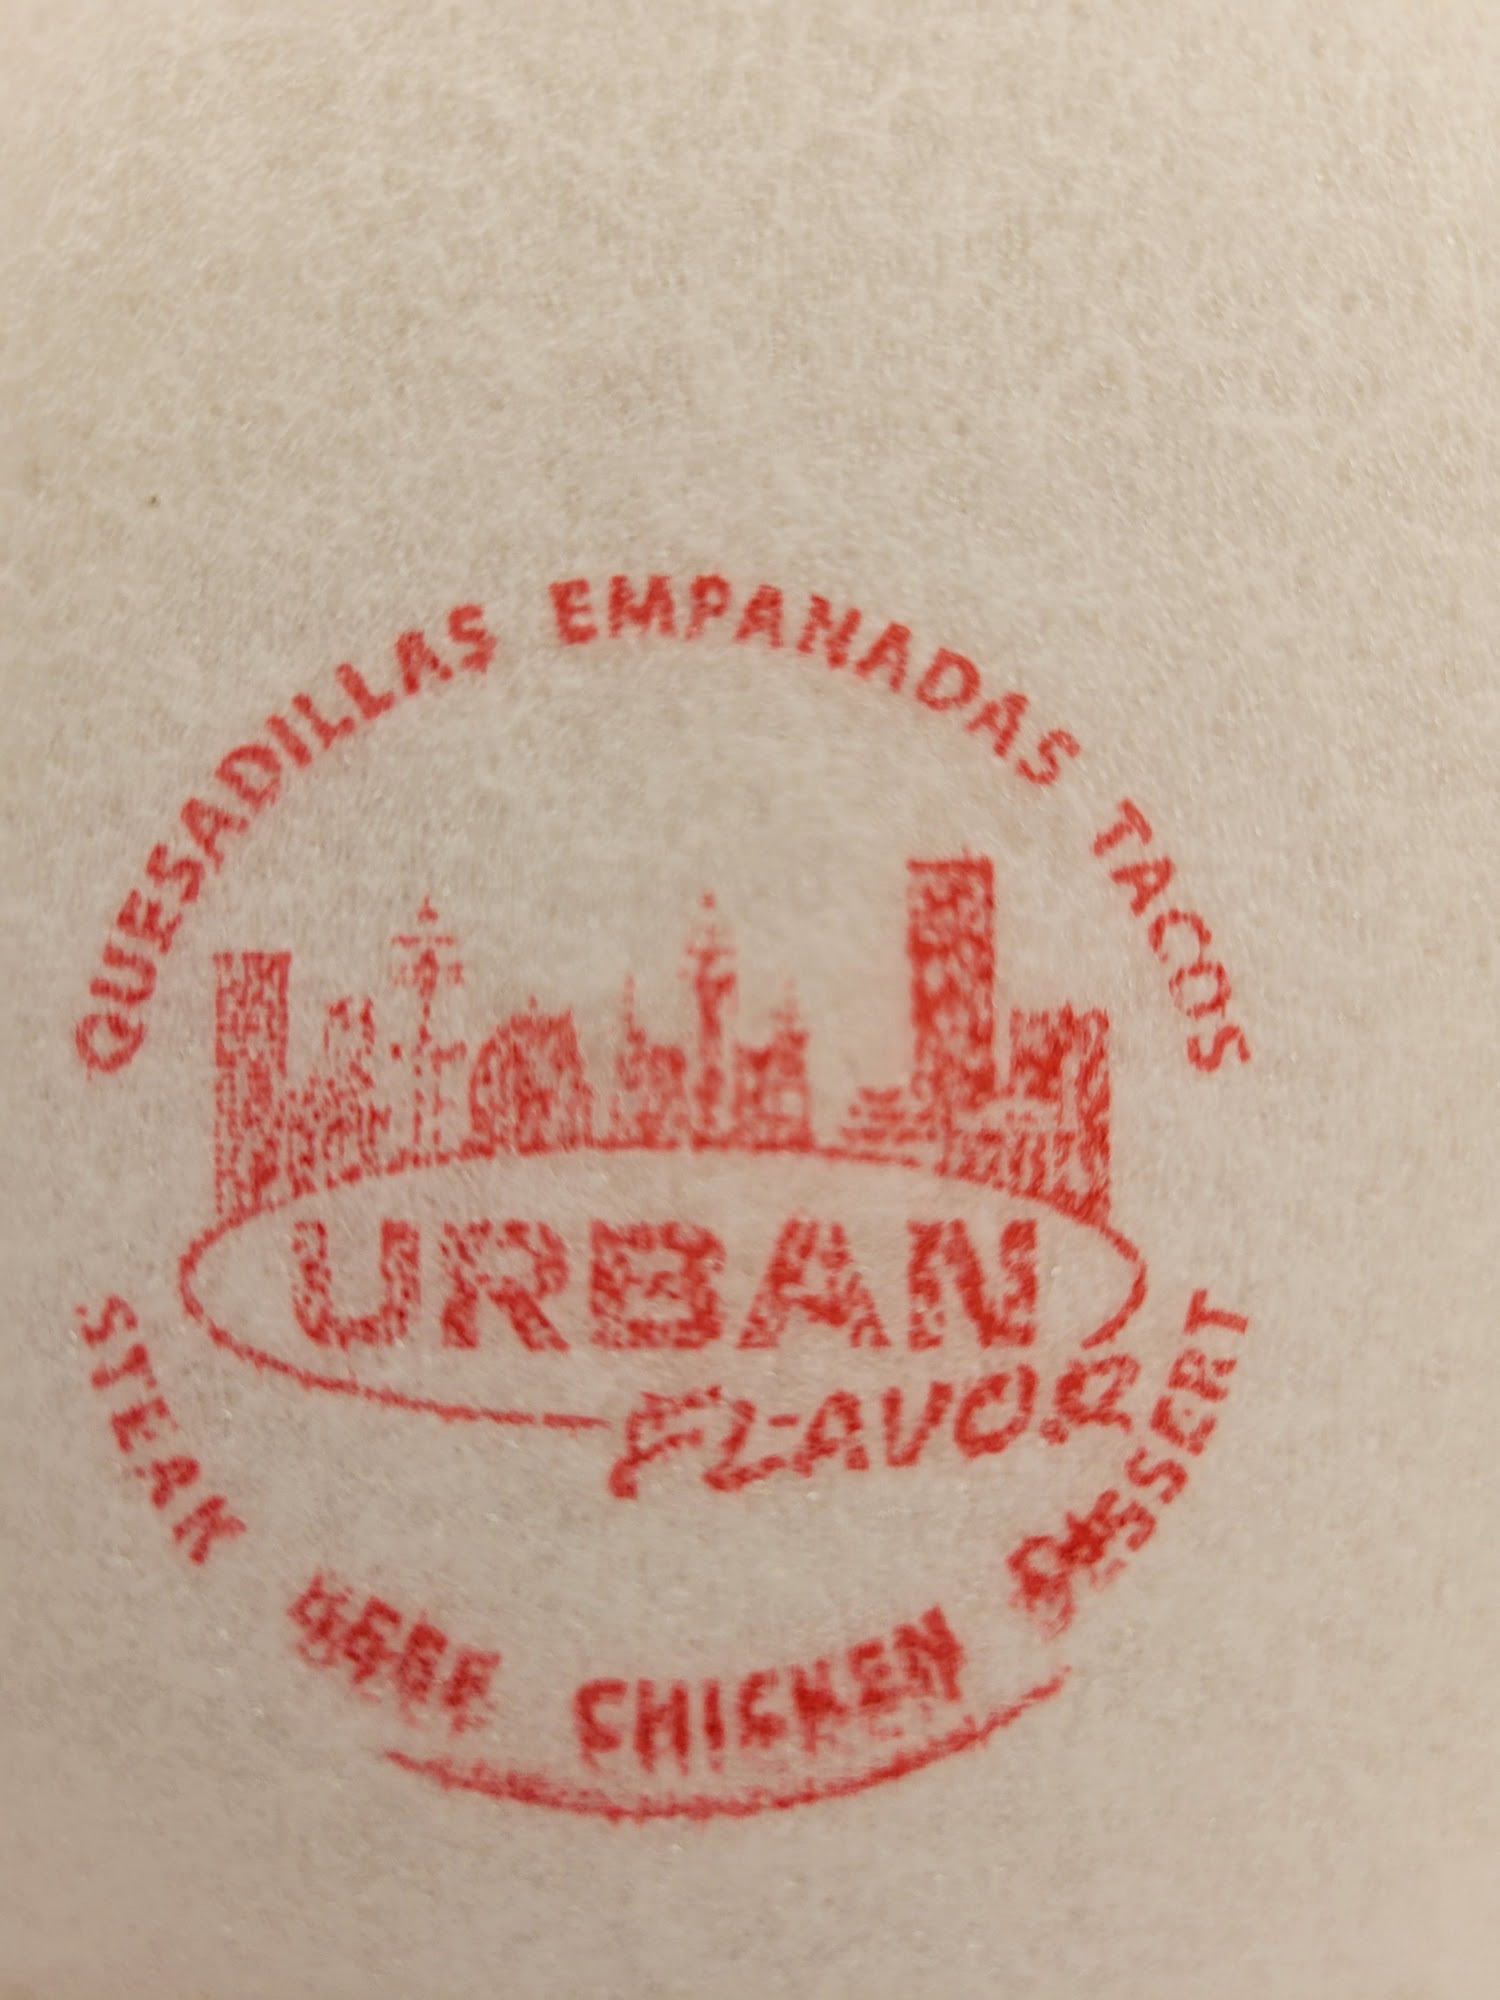 QUESADILLAS EMPANADAS TACOS
URBAN
FLAVOR
STEAK BEEF CHICKEN DESSERT